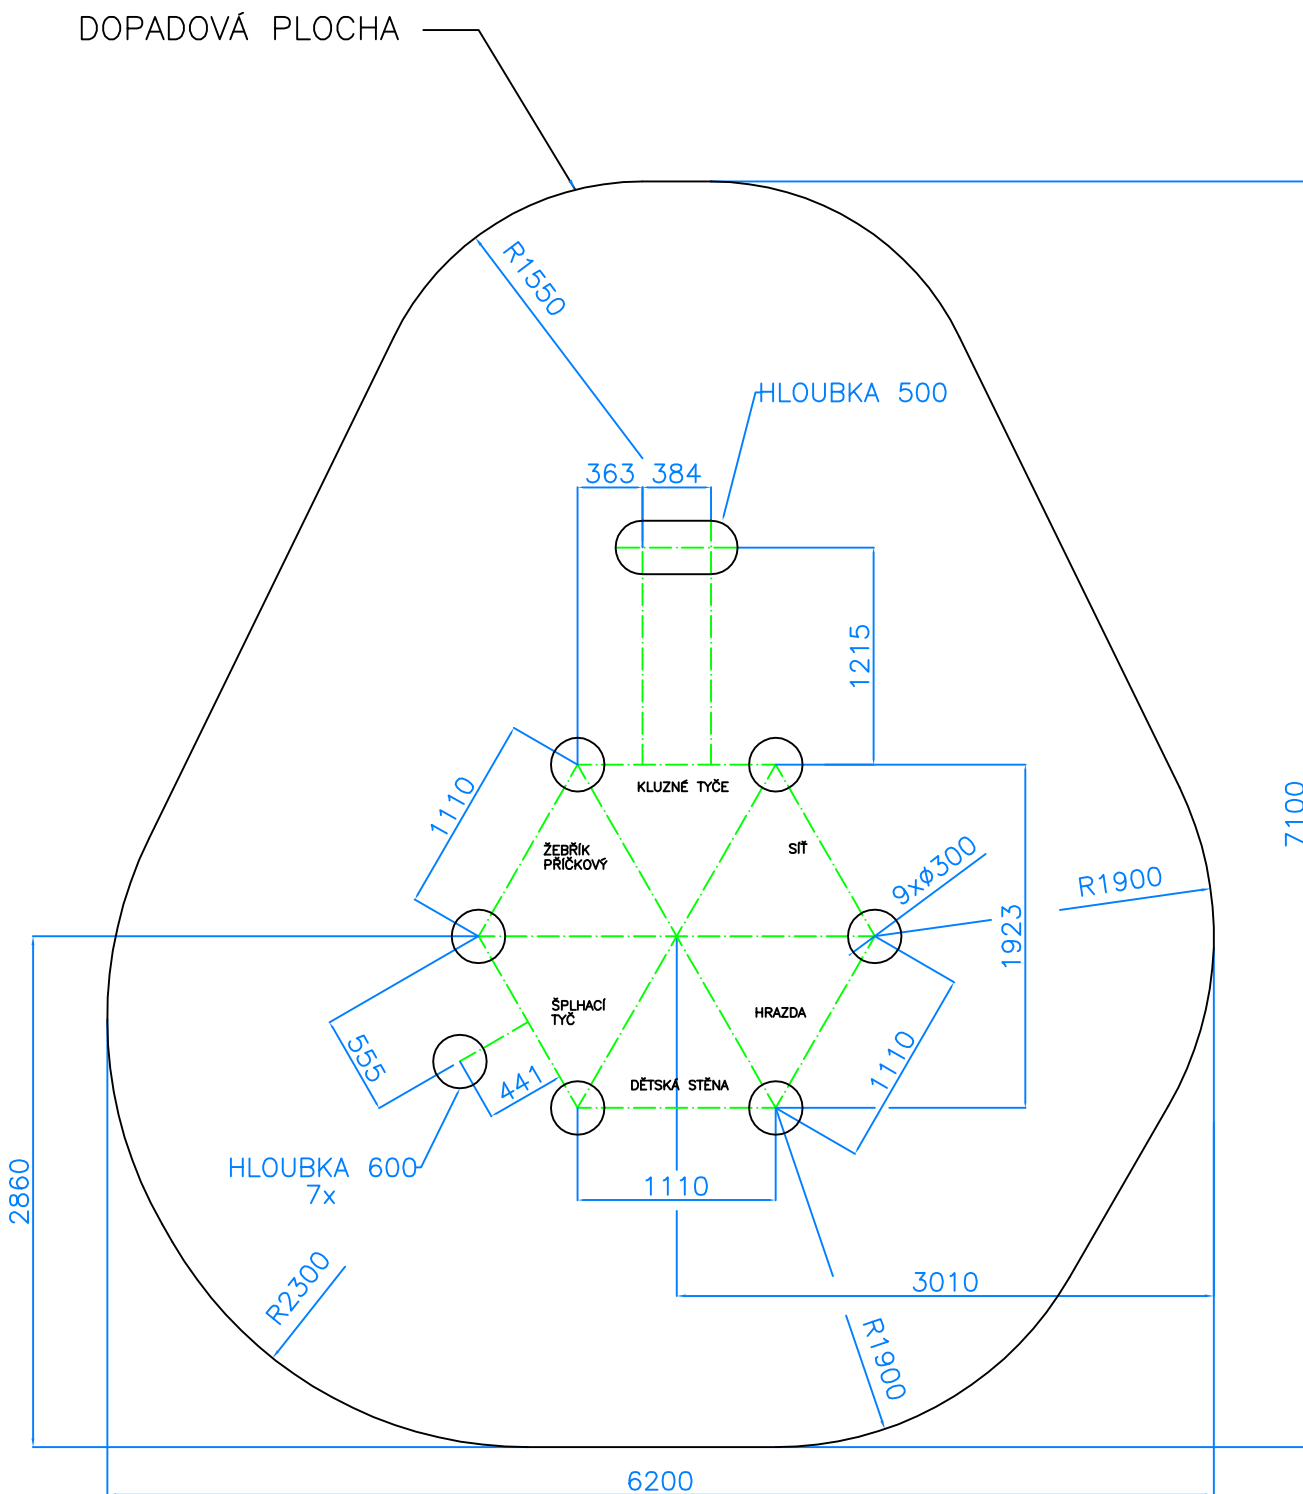 DOPADOVÁ PLOCHA
R1550
HLOUBKA 500
363
384
1215
7100
1110
KLUZNÉ TYČE
ŽEBŘÍK
PŘÍČKOVÝ
SÍŤ
9xø300
R1900
1923
ŠPLHACÍ
TYČ
HRAZDA
555
441
1110
DĚTSKÁ STĚNA
HLOUBKA 600
7x
1110
2860
R2300
3010
R1900
6200